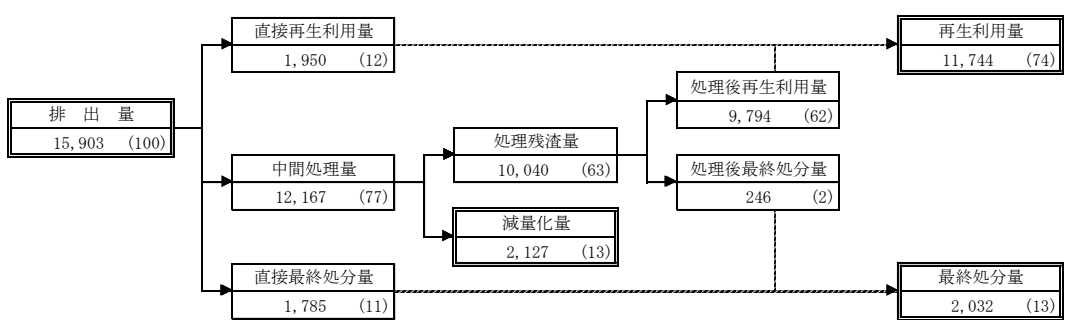 直接再生利用量
1,950 (12)
再生利用量
11,744 (74)
処理後再生利用量
9,794 (62)
排 出 量
15,903 (100)
処理残渣量
10,040 (63)
中間処理量
12,167 (77)
処理後最終処分量
246 (2)
減量化量
2,127 (13)
直接最終処分量
1,785 (11)
最終処分量
2,032 (13)